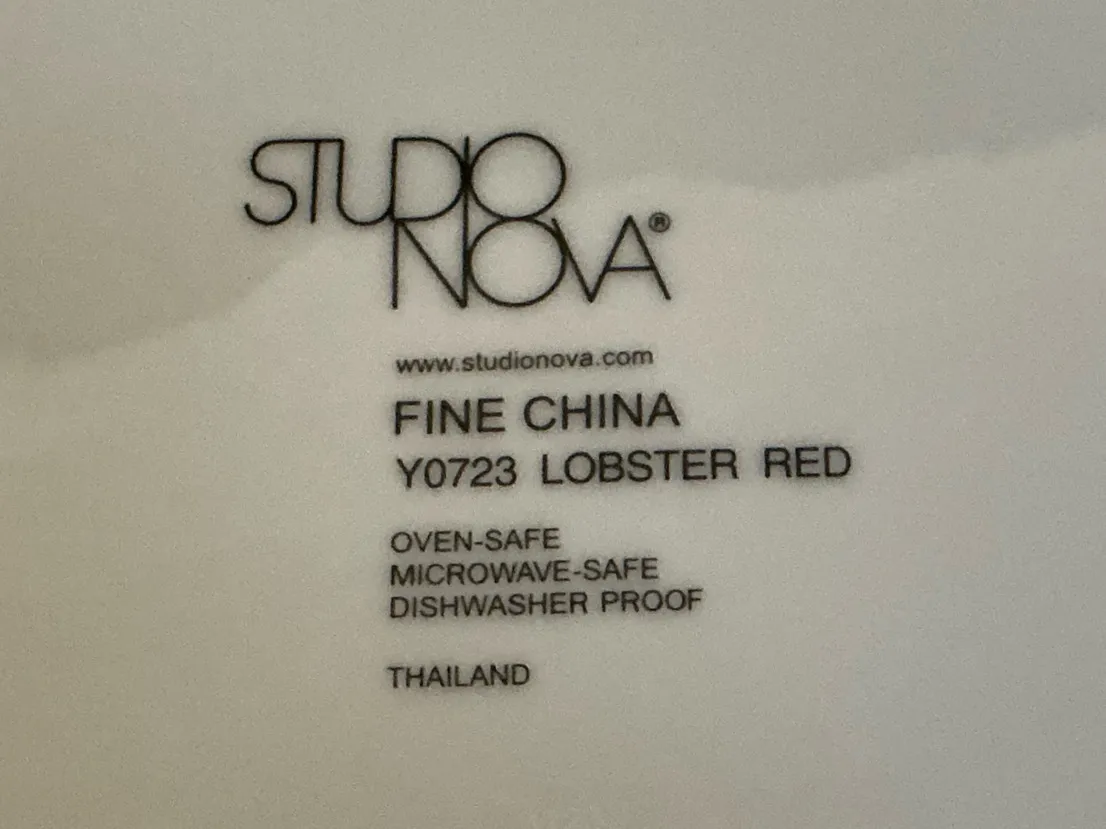 STUDIO
NOVA®
www.studionova.com
FINE CHINA
Y0723 LOBSTER RED
OVEN-SAFE
MICROWAVE-SAFE
DISHWASHER PROOF
THAILAND